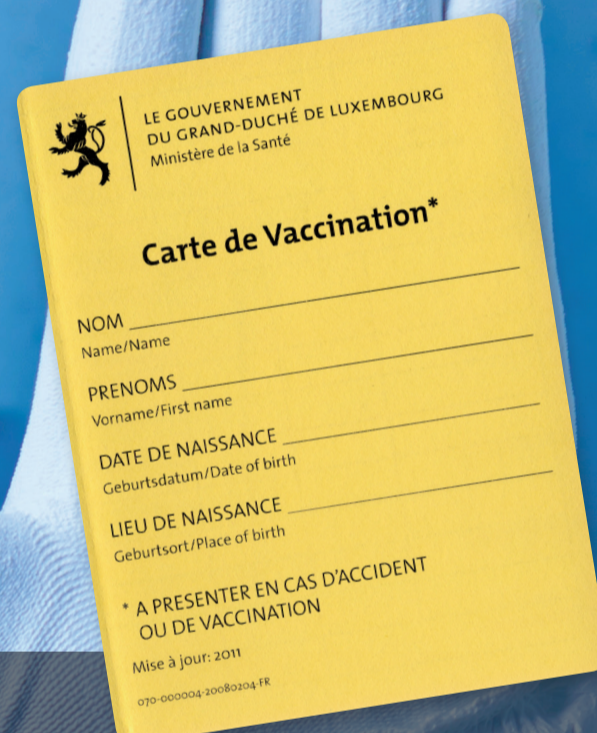 LE GOUVERNEMENT
DU GRAND-DUCHÉ DE LUXEMBOURG
Ministère de la Santé
Carte de Vaccination*
NOM
Name/Name
PRENOMS
Vorname/First name
DATE DE NAISSANCE
Geburtsdatum/Date of birth
LIEU DE NAISSANCE
Geburtsort/Place of birth
* A PRESENTER EN CAS D'ACCIDENT
OU DE VACCINATION
Mise à jour: 2011
070-000004-20080204-FR